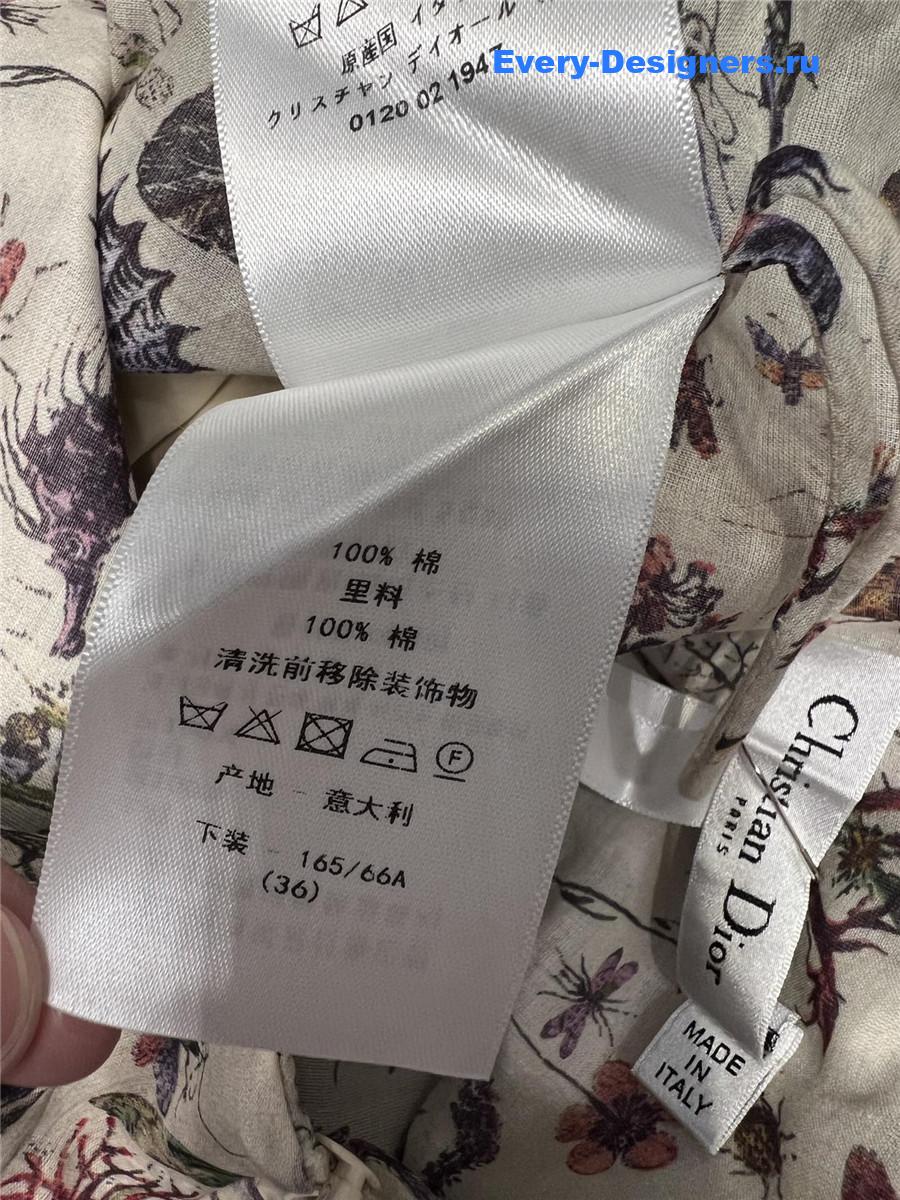 Every-Designers.ru
原産国
クリスチャン デイオール
0120 02 1947
100% 棉
里料
100% 棉
清洗前移除装饰物
F
产地 - 意大利
下装 - 165/66A
(36)
Christian Dior
PARIS
MADE
IN
ITALY